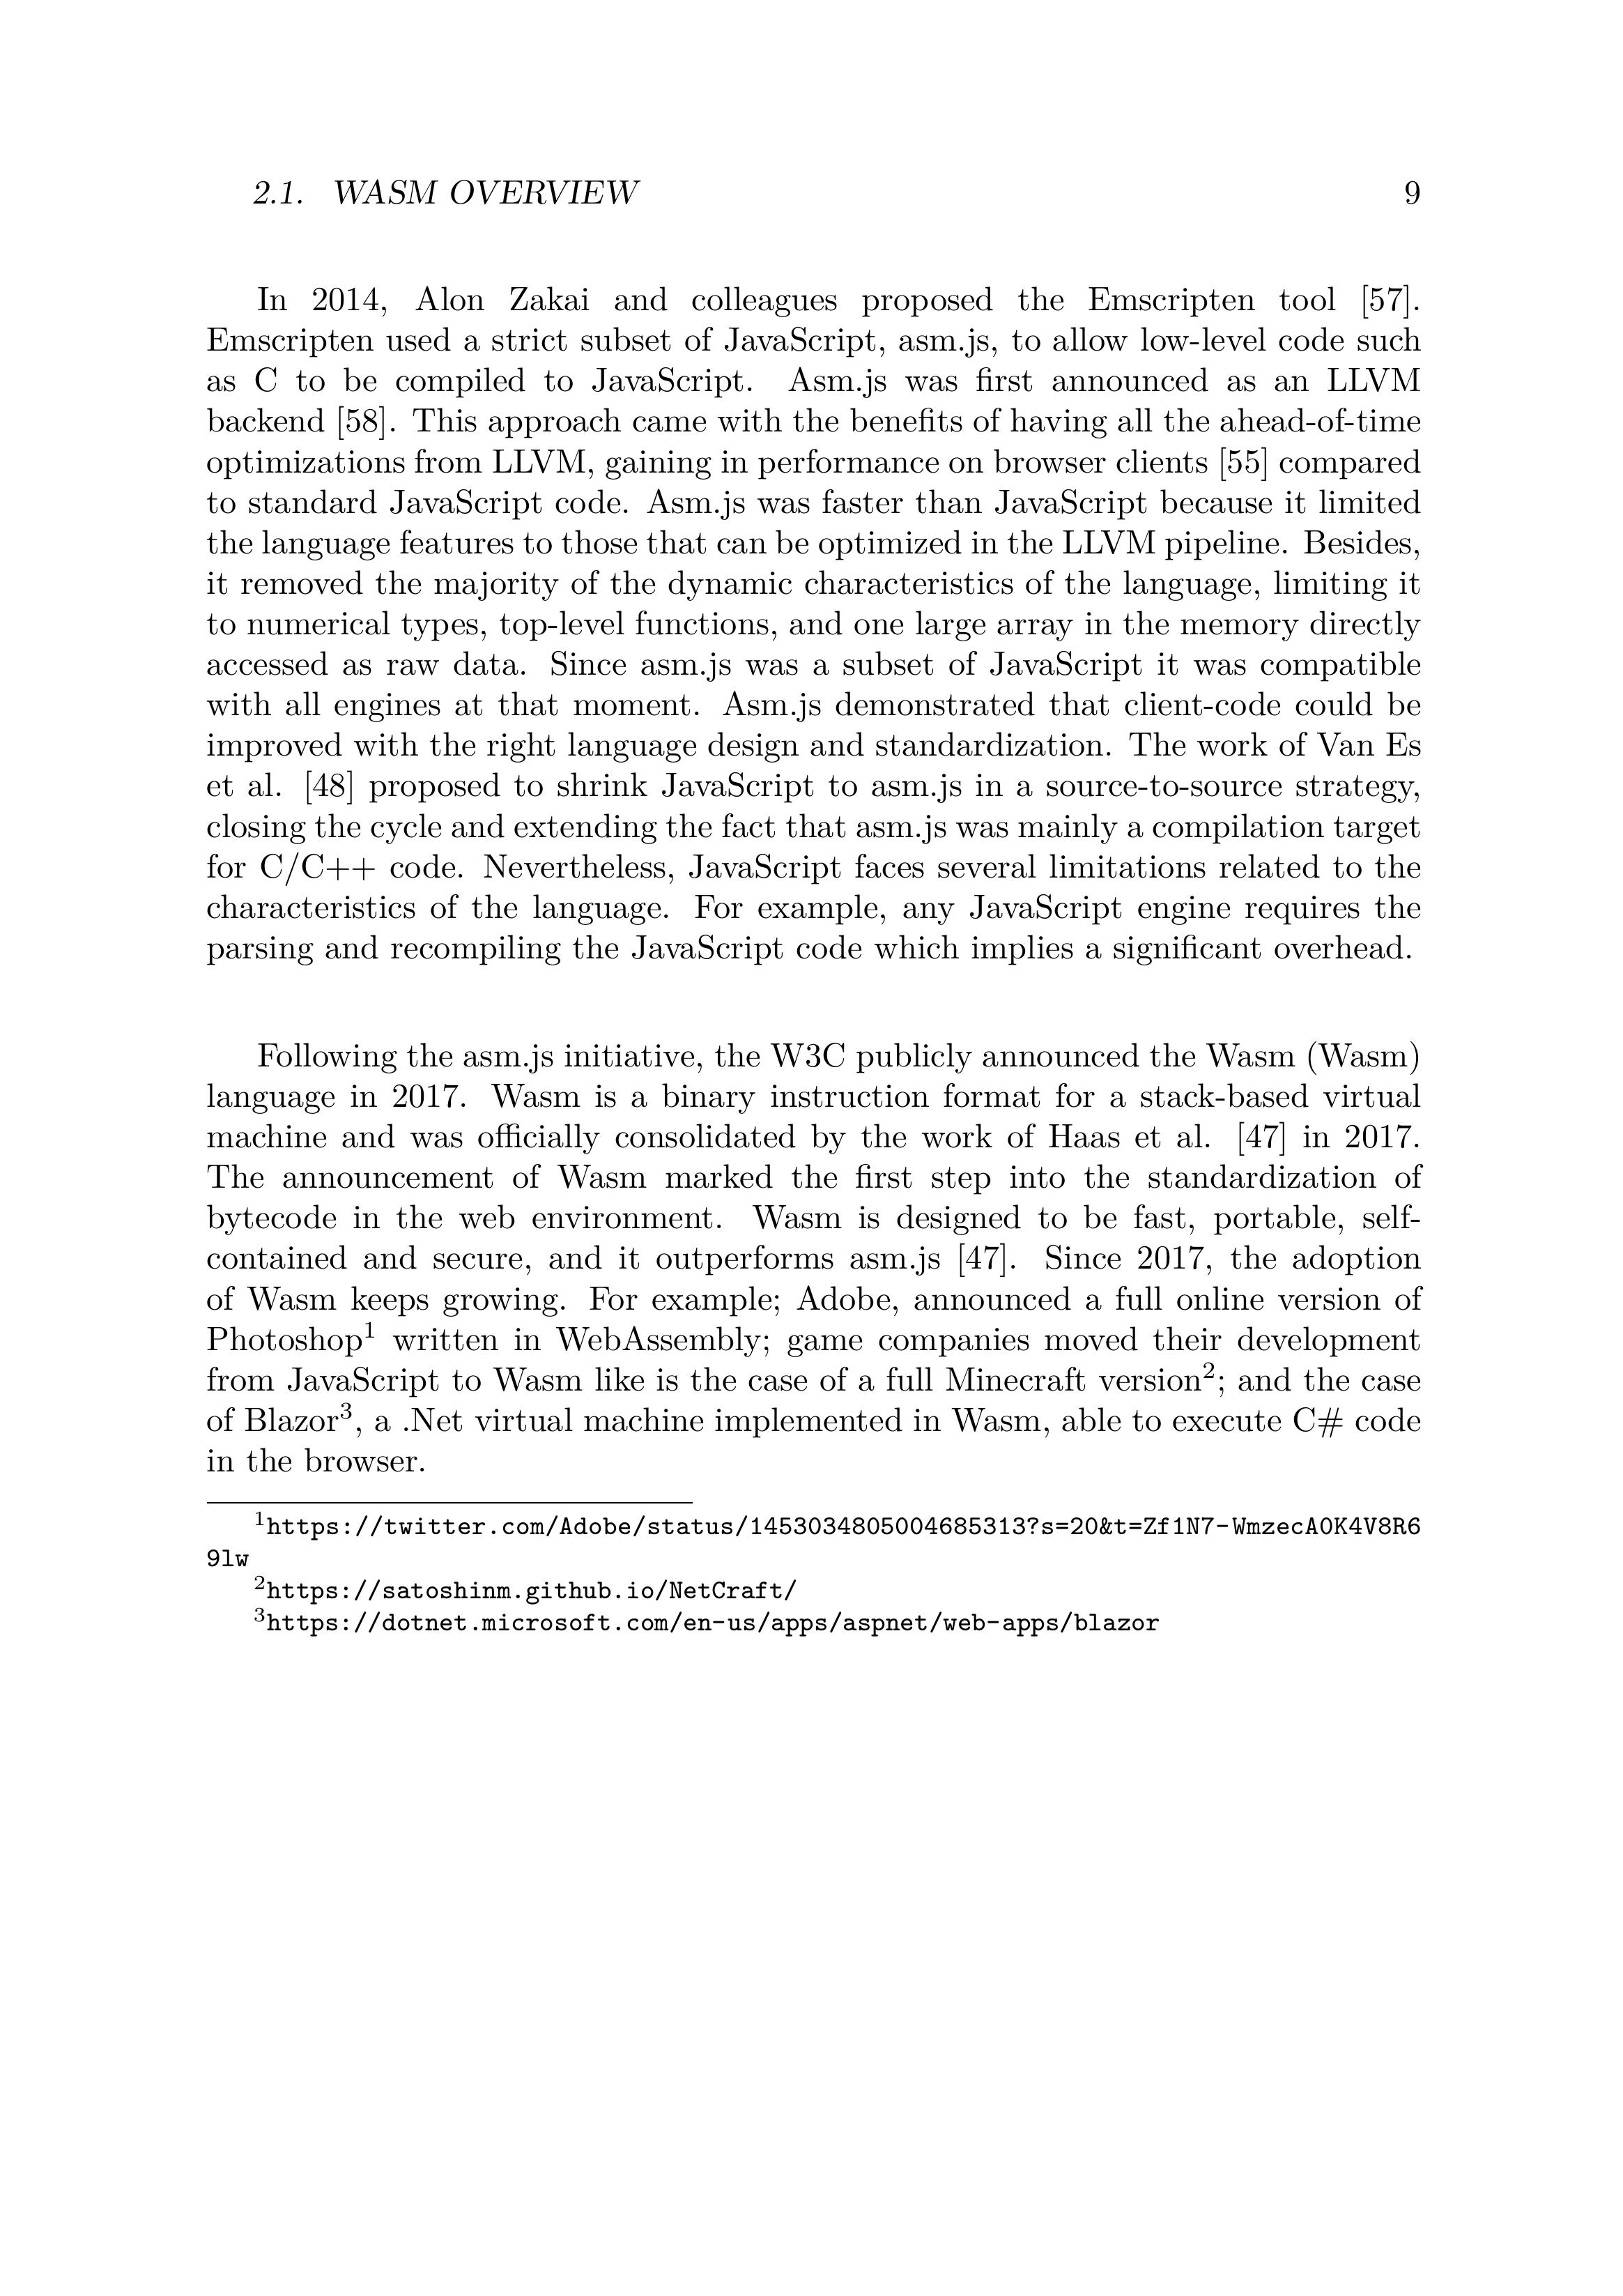 2.1. WASM OVERVIEW 9
In 2014, Alon Zakai and colleagues proposed the Emscripten tool [57].
Emscripten used a strict subset of JavaScript, asm.js, to allow low-level code such
as C to be compiled to JavaScript. Asm.js was first announced as an LLVM
backend [58]. This approach came with the benefits of having all the ahead-of-time
optimizations from LLVM, gaining in performance on browser clients [55] compared
to standard JavaScript code. Asm.js was faster than JavaScript because it limited
the language features to those that can be optimized in the LLVM pipeline. Besides,
it removed the majority of the dynamic characteristics of the language, limiting it
to numerical types, top-level functions, and one large array in the memory directly
accessed as raw data. Since asm.js was a subset of JavaScript it was compatible
with all engines at that moment. Asm.js demonstrated that client-code could be
improved with the right language design and standardization. The work of Van Es
et al. [48] proposed to shrink JavaScript to asm.js in a source-to-source strategy,
closing the cycle and extending the fact that asm.js was mainly a compilation target
for C/C++ code. Nevertheless, JavaScript faces several limitations related to the
characteristics of the language. For example, any JavaScript engine requires the
parsing and recompiling the JavaScript code which implies a significant overhead.
Following the asm.js initiative, the W3C publicly announced the Wasm (Wasm)
language in 2017. Wasm is a binary instruction format for a stack-based virtual
machine and was officially consolidated by the work of Haas et al. [47] in 2017.
The announcement of Wasm marked the first step into the standardization of
bytecode in the web environment. Wasm is designed to be fast, portable, self-
contained and secure, and it outperforms asm.js [47]. Since 2017, the adoption
of Wasm keeps growing. For example; Adobe, announced a full online version of
Photoshop¹ written in WebAssembly; game companies moved their development
from JavaScript to Wasm like is the case of a full Minecraft version²; and the case
of Blazor³, a .Net virtual machine implemented in Wasm, able to execute C# code
in the browser.
¹https://twitter.com/Adobe/status/1453034805004685313?s=20&t=Zf1N7-WmzecA0K4V8R6
9lw
²https://satoshinm.github.io/NetCraft/
³https://dotnet.microsoft.com/en-us/apps/aspnet/web-apps/blazor